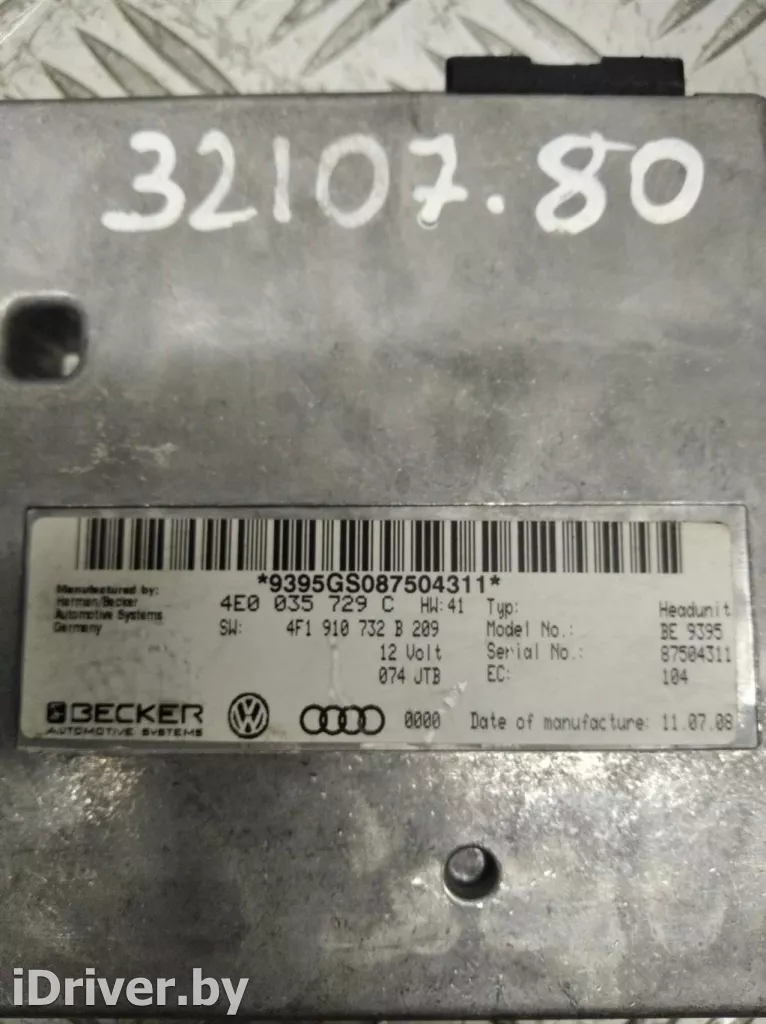 32107.80
*9395GS087504311*
Manufactured by:
Harman/Becker
Automotive Systems
Germany
4E0 035 729 C HW:41
SW: 4F1 910 732 B 209
12 Volt
074 JTB
Typ: Headunit
Model No.: BE 9395
Serial No.: 87504311
EC: 104
BECKER
AUTOMOTIVE SYSTEMS
0000 Date of manufacture: 11.07.08
iDriver.by